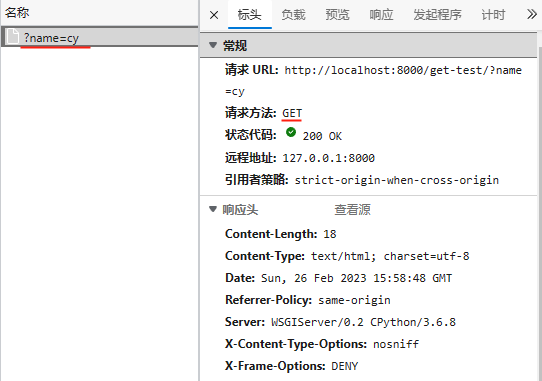 名称
?name=cy
标头 负载 预览 响应 发起程序 计时
常规
请求 URL: http://localhost:8000/get-test/?name
=cy
请求方法: GET
状态代码: 200 OK
远程地址: 127.0.0.1:8000
引用者策略: strict-origin-when-cross-origin
响应头 查看源
Content-Length: 18
Content-Type: text/html; charset=utf-8
Date: Sun, 26 Feb 2023 15:58:48 GMT
Referrer-Policy: same-origin
Server: WSGIServer/0.2 CPython/3.6.8
X-Content-Type-Options: nosniff
X-Frame-Options: DENY